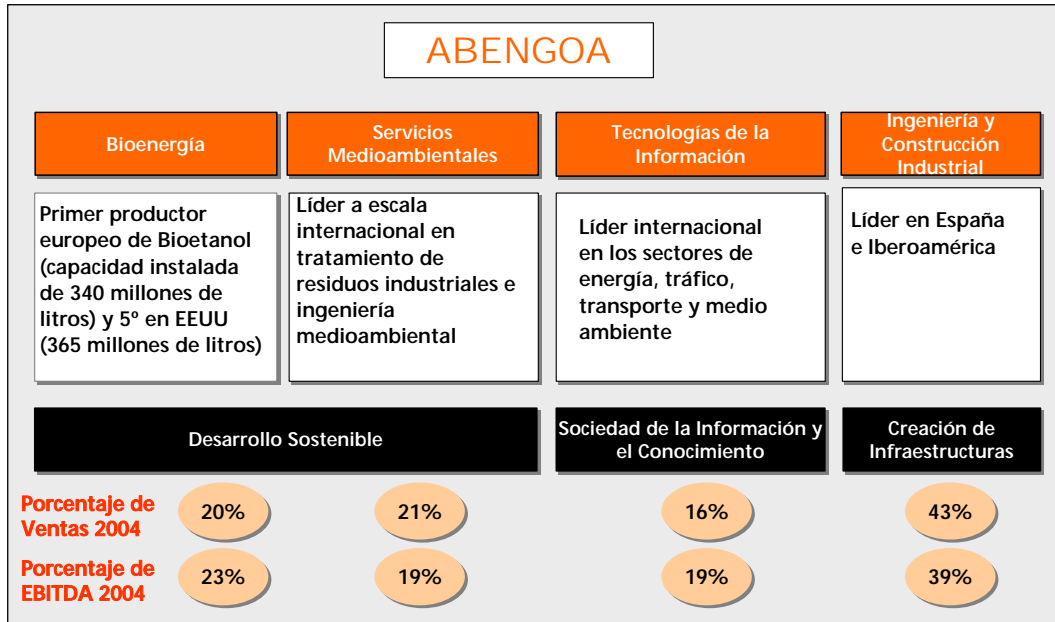 ABENGOA
Bioenergía
Servicios
Medioambientales
Tecnologías de la
Información
Ingeniería y
Construcción
Industrial
Primer productor
europeo de Bioetanol
(capacidad instalada
de 340 millones de
litros) y 5º en EEUU
(365 millones de litros)
Líder a escala
internacional en
tratamiento de
residuos industriales e
ingeniería
medioambiental
Líder internacional
en los sectores de
energía, tráfico,
transporte y medio
ambiente
Líder en España
e Iberoamérica
Desarrollo Sostenible
Sociedad de la Información y
el Conocimiento
Creación de
Infraestructuras
Porcentaje de
Ventas 2004
20%
21%
16%
43%
Porcentaje de
EBITDA 2004
23%
19%
19%
39%